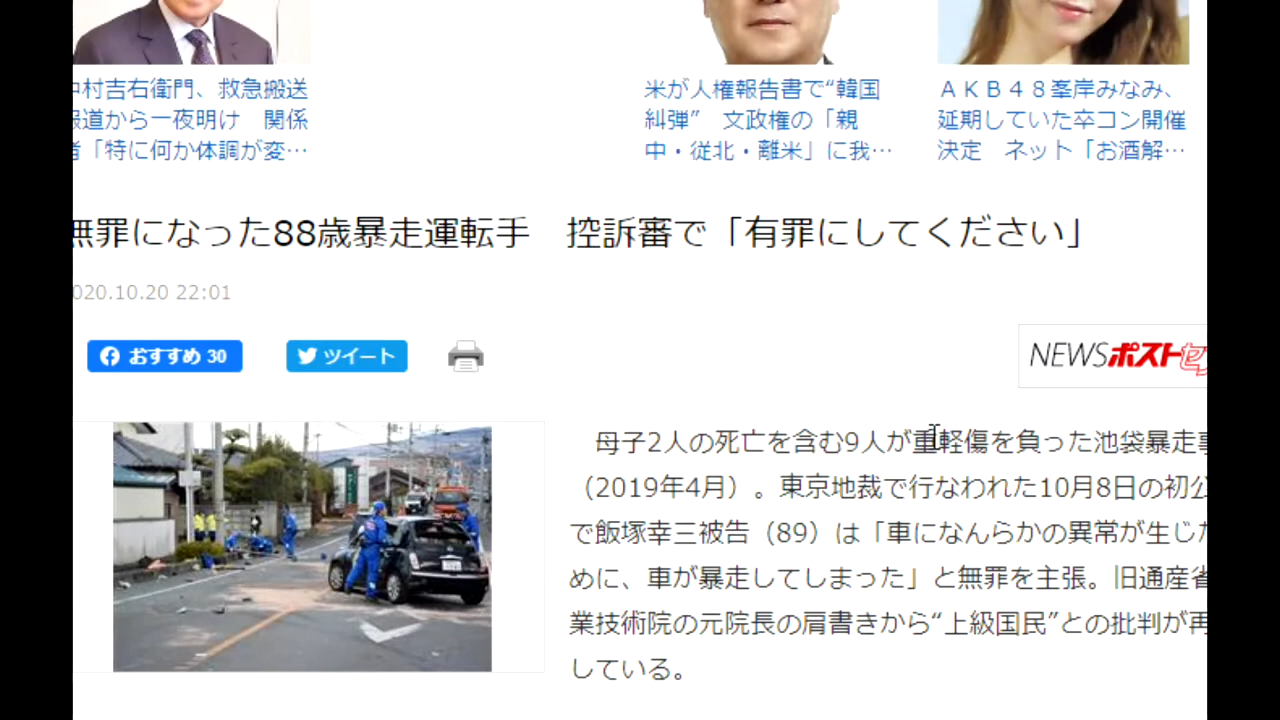 中村吉右衛門、救急搬送
報道から一夜明け 関係
者「特に何か体調が変…
米が人権報告書で“韓国
糾弾” 文政権の「親
中・従北・離米」に我…
ＡＫＢ４８峯岸みなみ、
延期していた卒コン開催
決定 ネット「お酒解…
無罪になった88歳暴走運転手 控訴審で「有罪にしてください」
020.10.20 22:01
おすすめ 30
ツイート
NEWSポストセ
母子2人の死亡を含む9人が重軽傷を負った池袋暴走事
（2019年4月）。東京地裁で行なわれた10月8日の初公
で飯塚幸三被告（89）は「車になんらかの異常が生じた
めに、車が暴走してしまった」と無罪を主張。旧通産省
業技術院の元院長の肩書きから“上級国民”との批判が再
している。